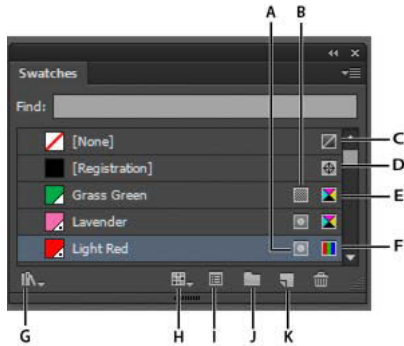 A B
Swatches
Find:
[None] C
[Registration] D
Grass Green E
Lavender
Light Red F
G H I J K